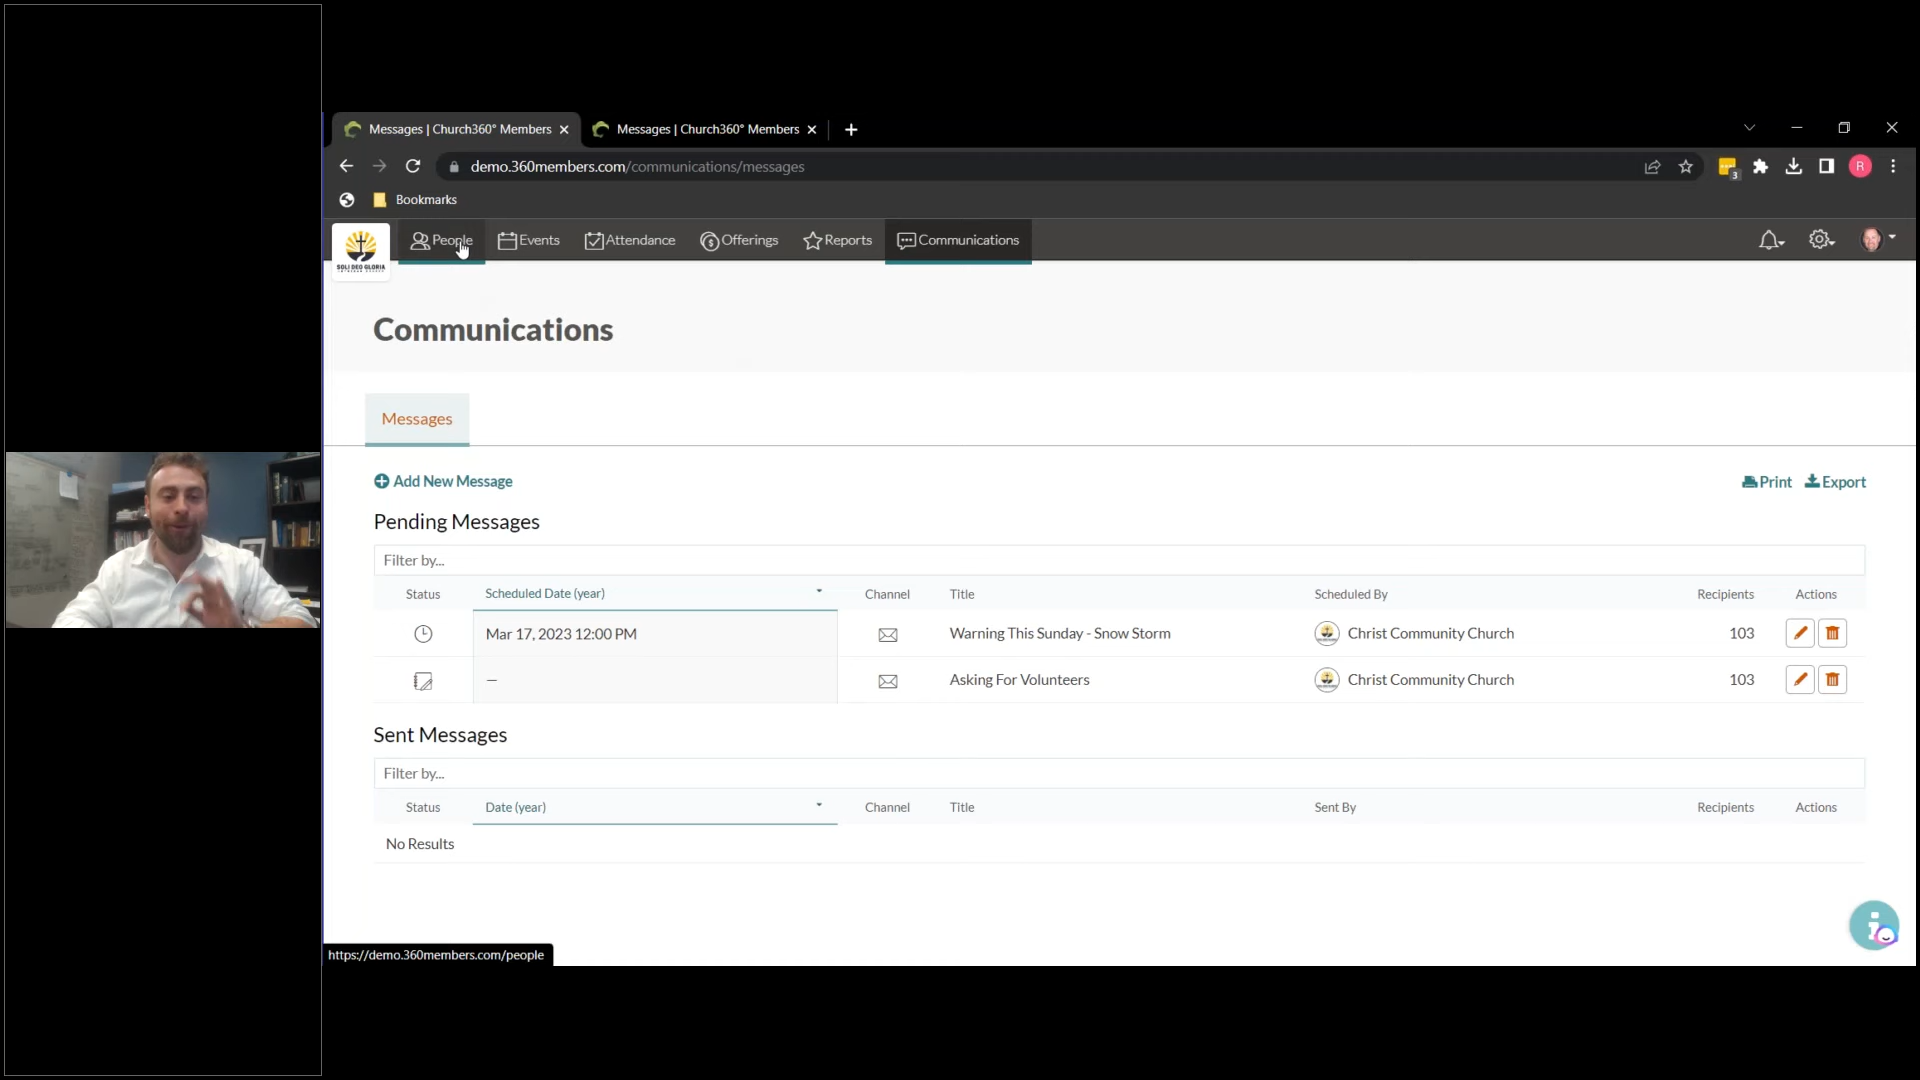 Messages | Church360° Members
Messages | Church360° Members
demo.360members.com/communications/messages
3
R
Bookmarks
SOLI DEO GLORIA
People
Events
Attendance
Offerings
Reports
Communications
Communications
Messages
Add New Message
Print
Export
Pending Messages
Filter by...
Status Scheduled Date (year) Channel Title Scheduled By Recipients Actions
Mar 17, 2023 12:00 PM Warning This Sunday - Snow Storm Christ Community Church 103
— Asking For Volunteers Christ Community Church 103
Sent Messages
Filter by...
Status Date (year) Channel Title Sent By Recipients Actions
No Results
https://demo.360members.com/people